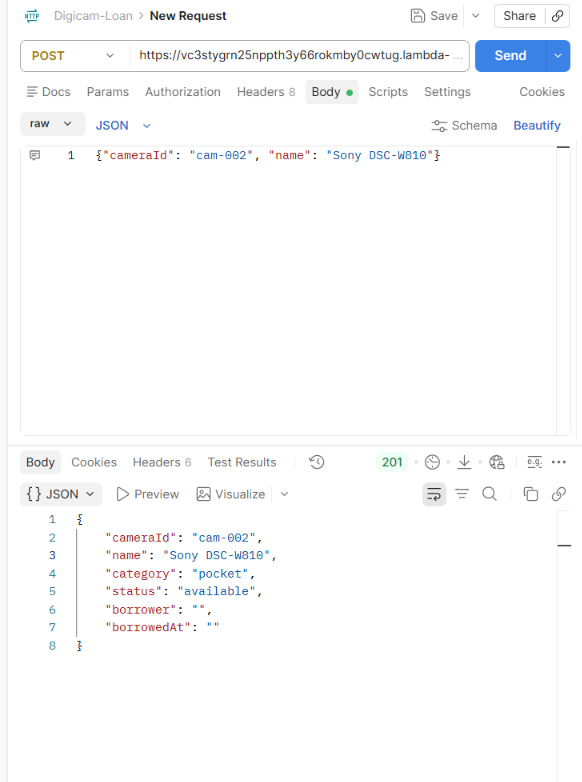 HTTP Digicam-Loan > New Request Save Share
POST https://vc3stygrn25nppth3y66rokmby0cwtug.lambda- ... Send
Docs Params Authorization Headers 8 Body Scripts Settings Cookies
raw JSON Schema Beautify
1 {"cameraId": "cam-002", "name": "Sony DSC-W810"}
Body Cookies Headers 6 Test Results 201 e.g.
{} JSON Preview Visualize
1 {
2 "cameraId": "cam-002",
3 "name": "Sony DSC-W810",
4 "category": "pocket",
5 "status": "available",
6 "borrower": "",
7 "borrowedAt": ""
8 }